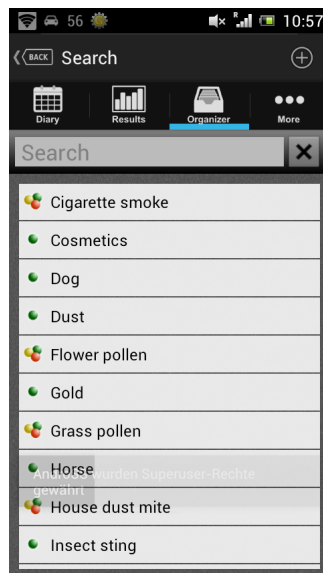 56 R 10:57
BACK Search
Diary Results Organizer More
Search
Cigarette smoke
Cosmetics
Dog
Dust
Flower pollen
Gold
Grass pollen
Horse
AndrOSS wurden Superuser-Rechte
gewährt
House dust mite
Insect sting